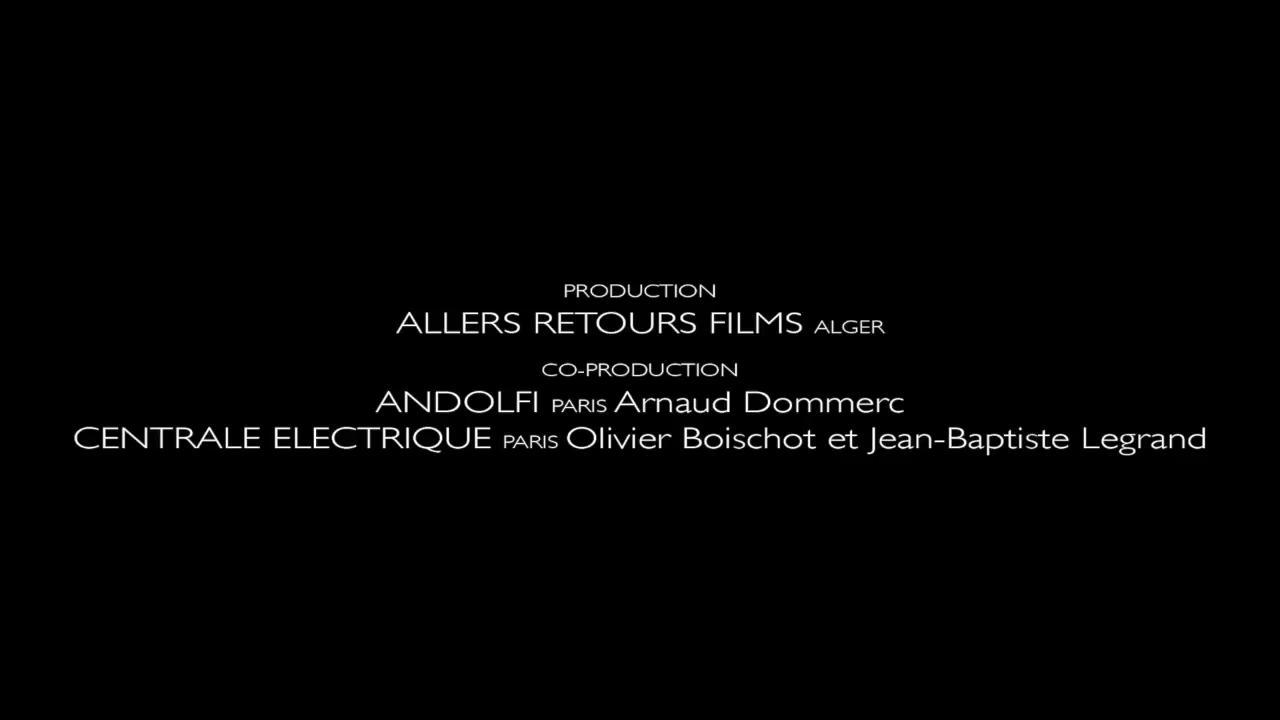 PRODUCTION
ALLERS RETOURS FILMS ALGER
CO-PRODUCTION
ANDOLFI PARIS Arnaud Dommerc
CENTRALE ELECTRIQUE PARIS Olivier Boischot et Jean-Baptiste Legrand